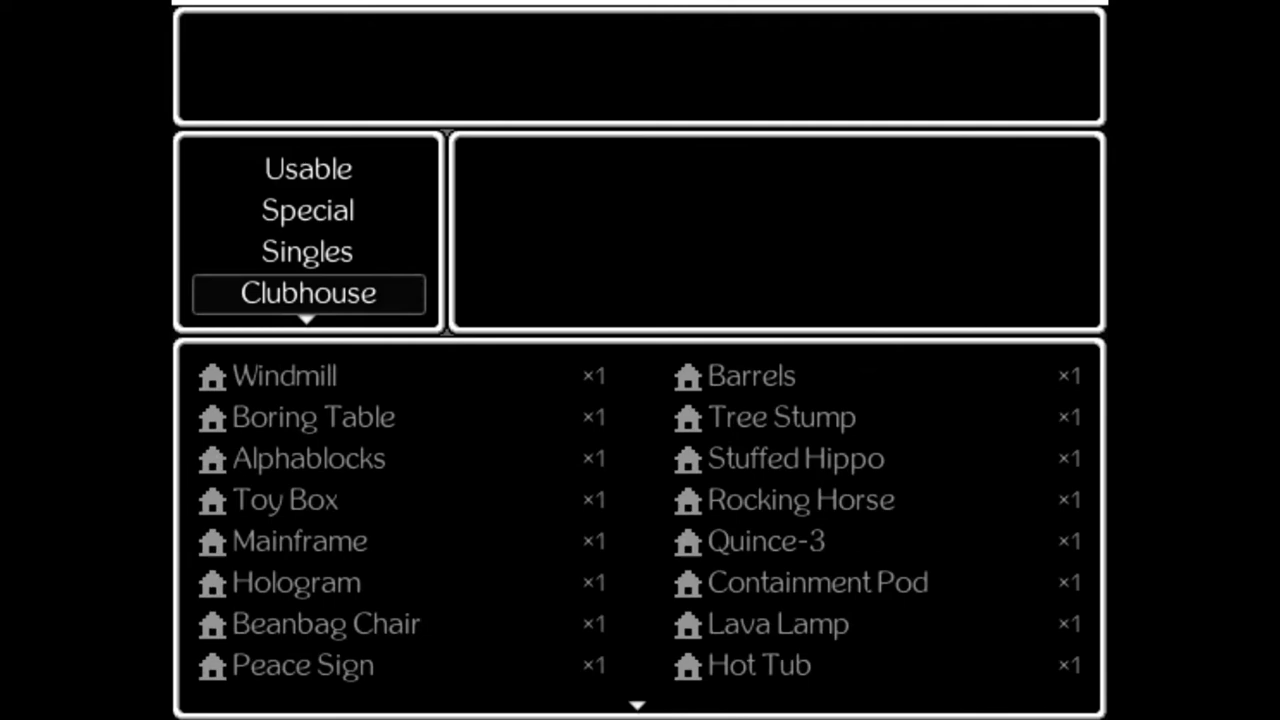 Usable
Special
Singles
Clubhouse
Windmill ×1 Barrels ×1
Boring Table ×1 Tree Stump ×1
Alphablocks ×1 Stuffed Hippo ×1
Toy Box ×1 Rocking Horse ×1
Mainframe ×1 Quince-3 ×1
Hologram ×1 Containment Pod ×1
Beanbag Chair ×1 Lava Lamp ×1
Peace Sign ×1 Hot Tub ×1